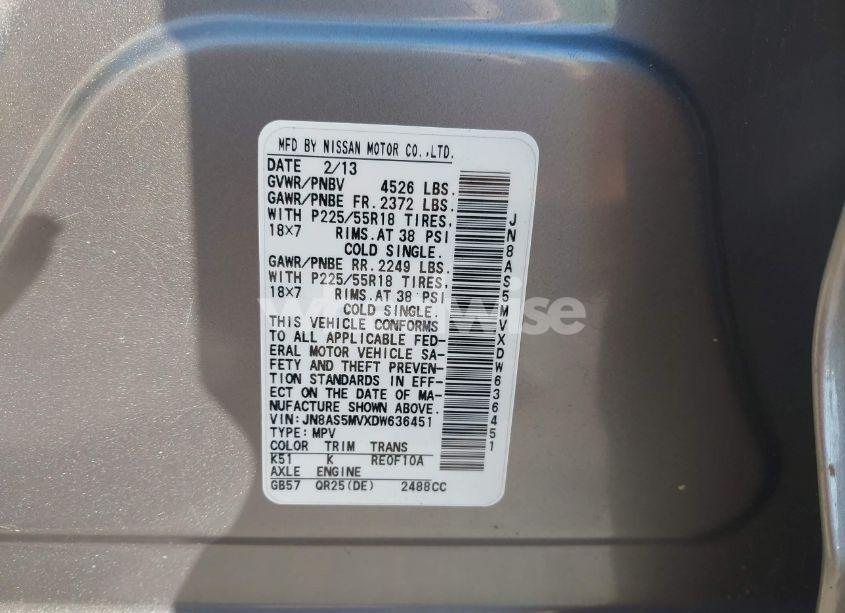 MFD BY NISSAN MOTOR CO.,LTD.
DATE 2/13
GVWR/PNBV 4526 LBS.
GAWR/PNBE FR. 2372 LBS.
WITH P225/55R18 TIRES,
18×7 RIMS.AT 38 PSI
COLD SINGLE.
GAWR/PNBE RR. 2249 LBS.
WITH P225/55R18 TIRES,
18×7 RIMS.AT 38 PSI
COLD SINGLE.
THIS VEHICLE CONFORMS
TO ALL APPLICABLE FED-
ERAL MOTOR VEHICLE SA-
FETY AND THEFT PREVEN-
TION STANDARDS IN EFF-
ECT ON THE DATE OF MA-
NUFACTURE SHOWN ABOVE.
VIN:JN8AS5MVXDW636451
TYPE:MPV
COLOR TRIM TRANS
K51 K RE0F10A
AXLE ENGINE
GB57 QR25(DE) 2488CC
JN8AS5MVXDW636451